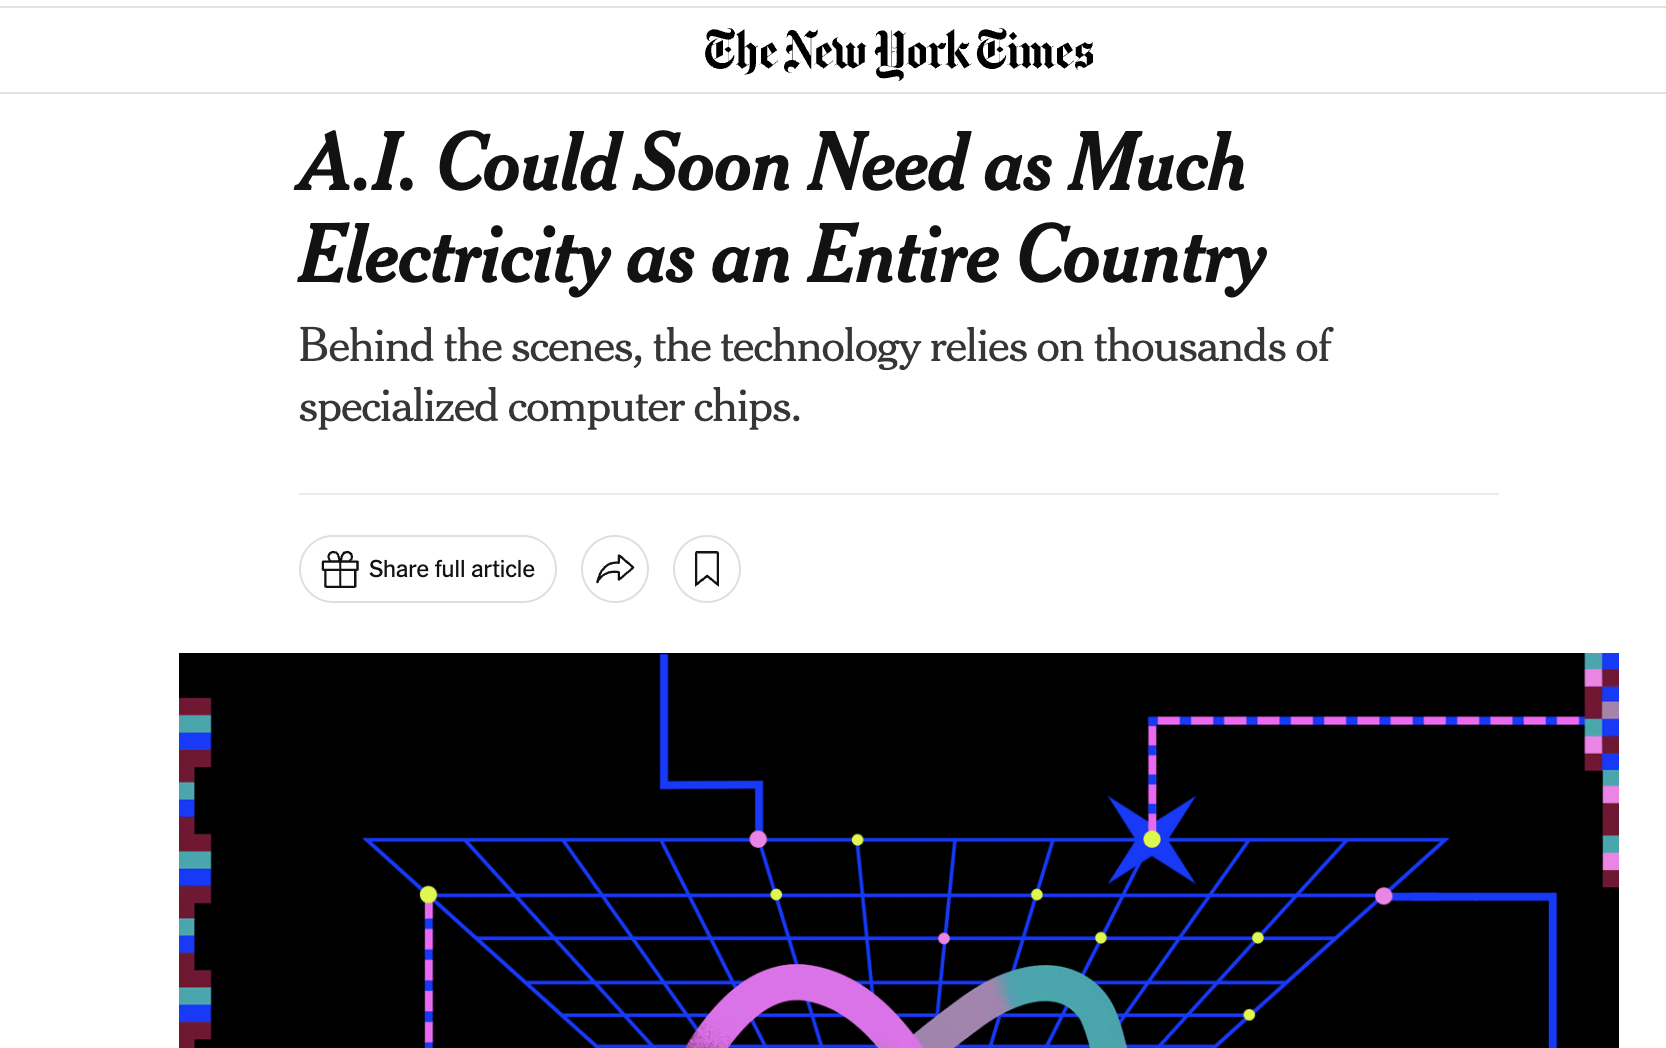 The New York Times
A.I. Could Soon Need as Much
Electricity as an Entire Country
Behind the scenes, the technology relies on thousands of
specialized computer chips.
Share full article